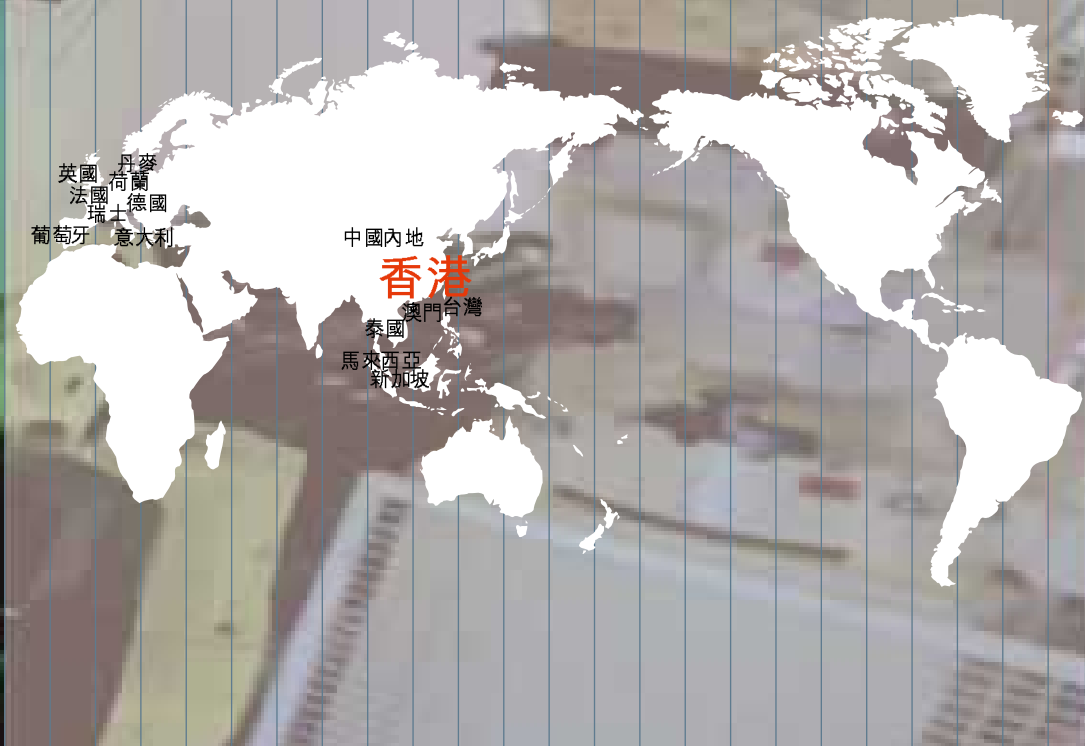 丹麥
英國
荷蘭
法國
德國
瑞士
葡萄牙
意大利
中國內地
香港
澳門
台灣
泰國
馬來西亞
新加坡